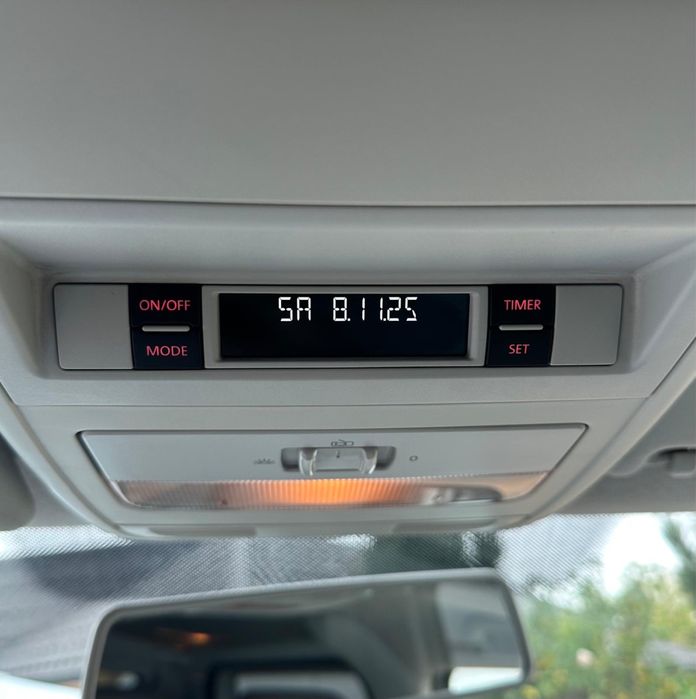 ON/OFF
MODE
SA 8.11.25
TIMER
SET